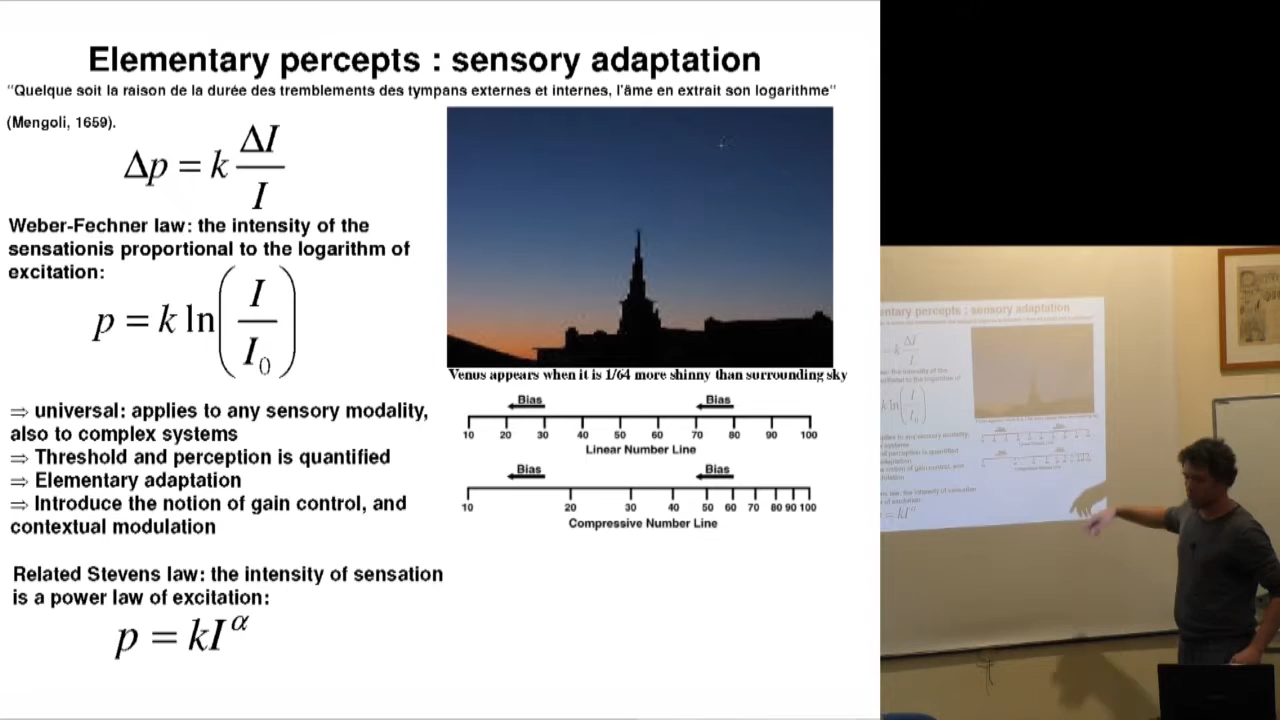 Elementary percepts : sensory adaptation
"Quelque soit la raison de la durée des tremblements des tympans externes et internes, l'âme en extrait son logarithme"
(Mengoli, 1659).
Δp = k ΔI / I
Weber-Fechner law: the intensity of the
sensationis proportional to the logarithm of
excitation:
p = k ln( I / I₀ )
⇒ universal: applies to any sensory modality,
also to complex systems
⇒ Threshold and perception is quantified
⇒ Elementary adaptation
⇒ Introduce the notion of gain control, and
contextual modulation
Related Stevens law: the intensity of sensation
is a power law of excitation:
p = kI^α
Venus appears when it is 1/64 more shinny than surrounding sky
Bias Bias
10 20 30 40 50 60 70 80 90 100
Linear Number Line
Bias Bias
10 20 30 40 50 60 70 80 90 100
Compressive Number Line
entary percepts : sensory adaptation